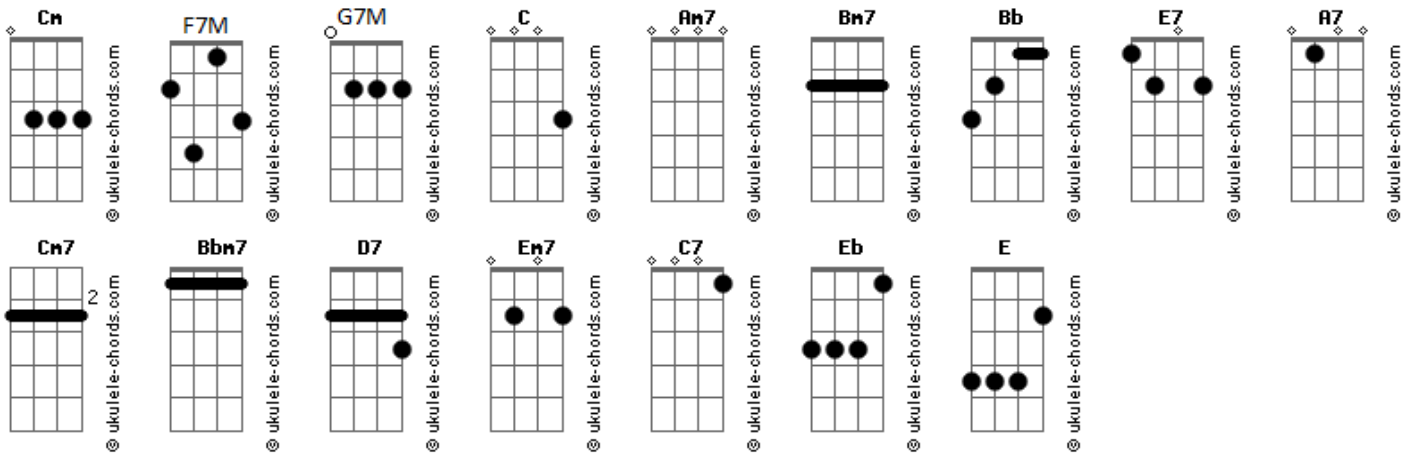 Cm F7M G7M C Am7 Bm7 Bb E7 A7
© ukulele-chords.com © ukulele-chords.com © ukulele-chords.com © ukulele-chords.com © ukulele-chords.com © ukulele-chords.com © ukulele-chords.com © ukulele-chords.com © ukulele-chords.com
Cm7 Bbm7 D7 Em7 C7 Eb E
2
© ukulele-chords.com © ukulele-chords.com © ukulele-chords.com © ukulele-chords.com © ukulele-chords.com © ukulele-chords.com © ukulele-chords.com